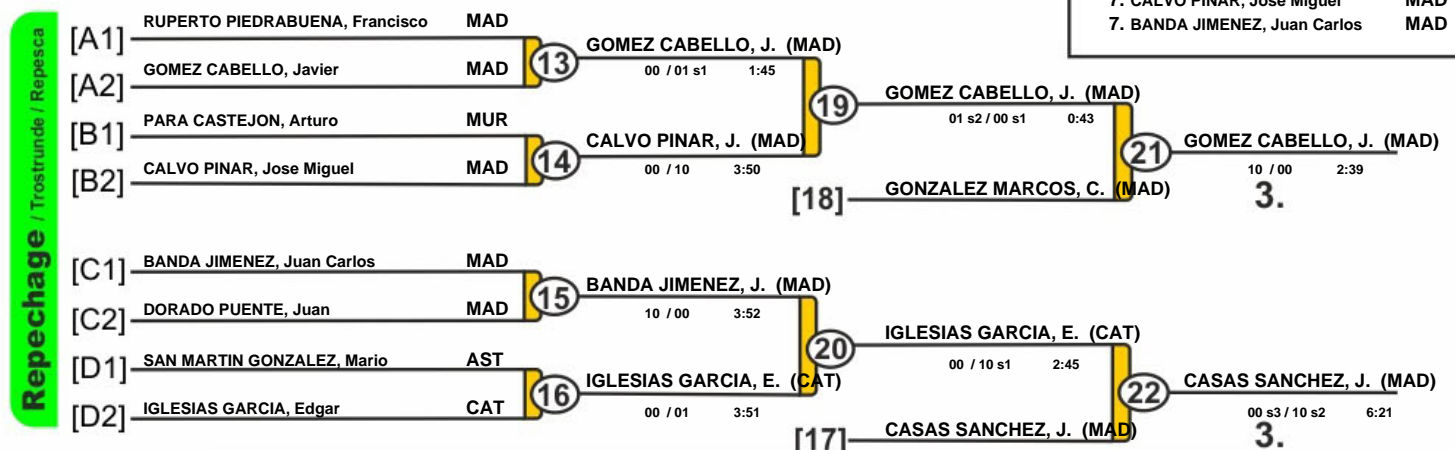 7. CALVO PINAR, Jose Miguel MAD
7. BANDA JIMENEZ, Juan Carlos MAD
Repechage / Trostrunde / Repesca
[A1] RUPERTO PIEDRABUENA, Francisco MAD
[A2] GOMEZ CABELLO, Javier MAD
13 GOMEZ CABELLO, J. (MAD)
00 / 01 s1 1:45
[B1] PARA CASTEJON, Arturo MUR
[B2] CALVO PINAR, Jose Miguel MAD
14 CALVO PINAR, J. (MAD)
00 / 10 3:50
19 GOMEZ CABELLO, J. (MAD)
01 s2 / 00 s1 0:43
[18] GONZALEZ MARCOS, C. (MAD)
21 GOMEZ CABELLO, J. (MAD)
10 / 00 2:39
3.
[C1] BANDA JIMENEZ, Juan Carlos MAD
[C2] DORADO PUENTE, Juan MAD
15 BANDA JIMENEZ, J. (MAD)
10 / 00 3:52
[D1] SAN MARTIN GONZALEZ, Mario AST
[D2] IGLESIAS GARCIA, Edgar CAT
16 IGLESIAS GARCIA, E. (CAT)
00 / 01 3:51
20 IGLESIAS GARCIA, E. (CAT)
00 / 10 s1 2:45
[17] CASAS SANCHEZ, J. (MAD)
22 CASAS SANCHEZ, J. (MAD)
00 s3 / 10 s2 6:21
3.